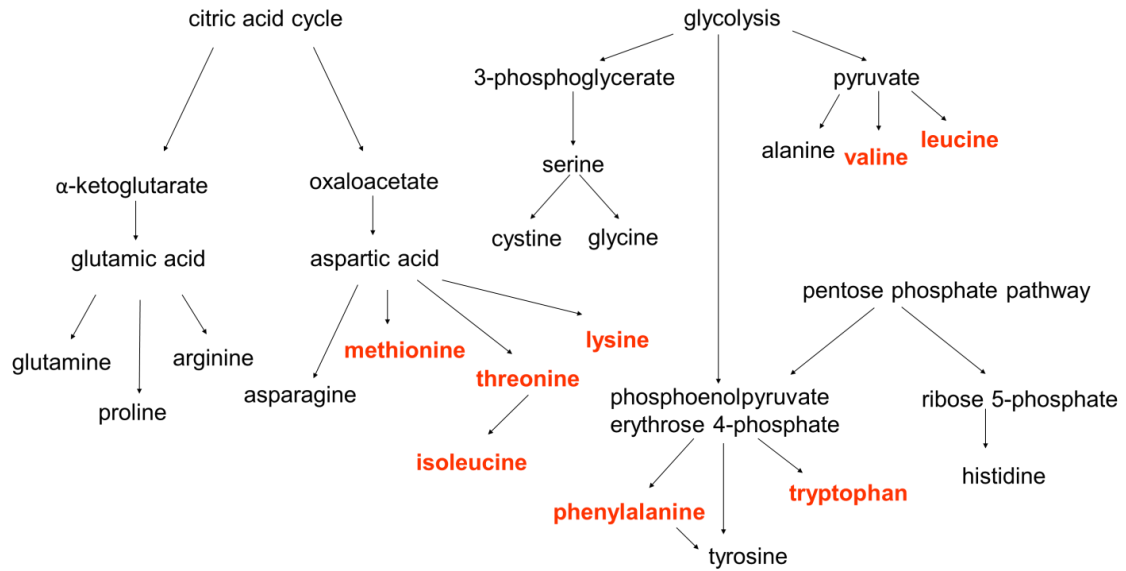 citric acid cycle
glycolysis
3-phosphoglycerate
pyruvate
alanine
valine
leucine
serine
α-ketoglutarate
oxaloacetate
cystine
glycine
glutamic acid
aspartic acid
pentose phosphate pathway
glutamine
arginine
methionine
lysine
proline
asparagine
threonine
phosphoenolpyruvate
erythrose 4-phosphate
ribose 5-phosphate
isoleucine
histidine
phenylalanine
tryptophan
tyrosine